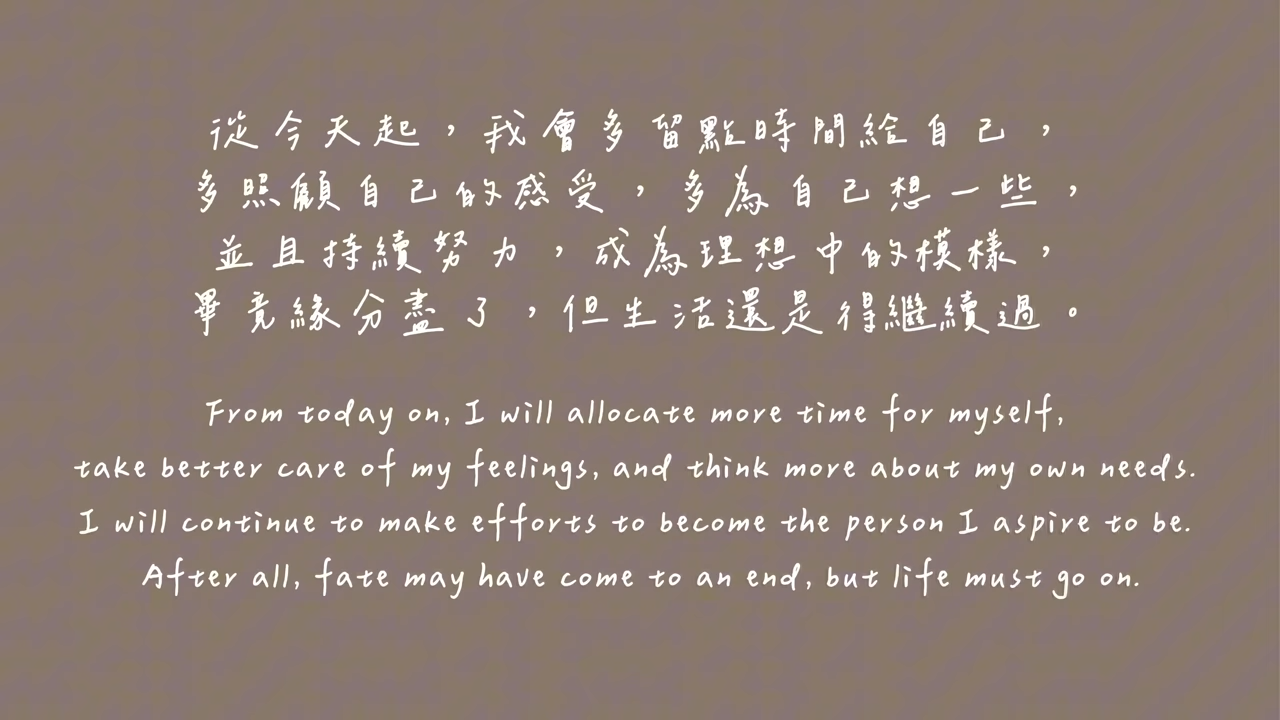 從今天起，我會多留點時間給自己，
多照顧自己的感受，多為自己想一些，
並且持續努力，成為理想中的模樣，
畢竟緣分盡了，但生活還是得繼續過。
From today on, I will allocate more time for myself,
take better care of my feelings, and think more about my own needs.
I will continue to make efforts to become the person I aspire to be.
After all, fate may have come to an end, but life must go on.